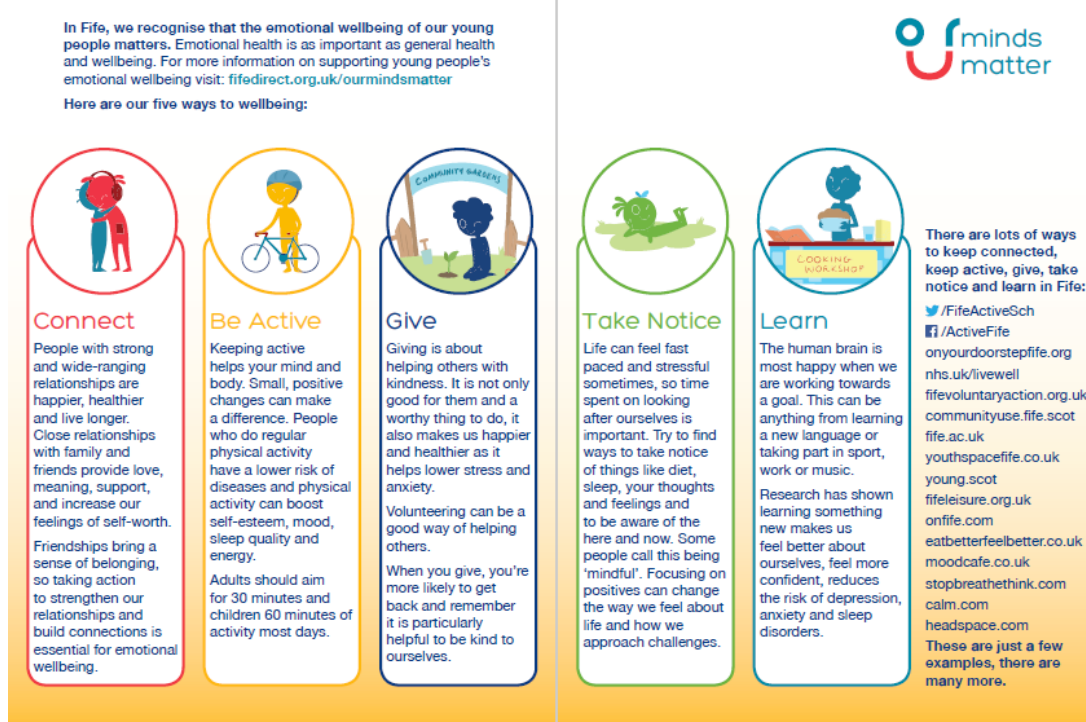 In Fife, we recognise that the emotional wellbeing of our young
people matters. Emotional health is as important as general health
and wellbeing. For more information on supporting young people's
emotional wellbeing visit: fifedirect.org.uk/ourmindsmatter
Here are our five ways to wellbeing:
our minds
matter
Connect
People with strong
and wide-ranging
relationships are
happier, healthier
and live longer.
Close relationships
with family and
friends provide love,
meaning, support,
and increase our
feelings of self-worth.
Friendships bring a
sense of belonging,
so taking action
to strengthen our
relationships and
build connections is
essential for emotional
wellbeing.
Be Active
Keeping active
helps your mind and
body. Small, positive
changes can make
a difference. People
who do regular
physical activity
have a lower risk of
diseases and physical
activity can boost
self-esteem, mood,
sleep quality and
energy.
Adults should aim
for 30 minutes and
children 60 minutes of
activity most days.
COMMUNITY GARDENS
Give
Giving is about
helping others with
kindness. It is not only
good for them and a
worthy thing to do, it
also makes us happier
and healthier as it
helps lower stress and
anxiety.
Volunteering can be a
good way of helping
others.
When you give, you're
more likely to get
back and remember
it is particularly
helpful to be kind to
ourselves.
Take Notice
Life can feel fast
paced and stressful
sometimes, so time
spent on looking
after ourselves is
important. Try to find
ways to take notice
of things like diet,
sleep, your thoughts
and feelings and
to be aware of the
here and now. Some
people call this being
'mindful'. Focusing on
positives can change
the way we feel about
life and how we
approach challenges.
COOKING
WORKSHOP
Learn
The human brain is
most happy when we
are working towards
a goal. This can be
anything from learning
a new language or
taking part in sport,
work or music.
Research has shown
learning something
new makes us
feel better about
ourselves, feel more
confident, reduces
the risk of depression,
anxiety and sleep
disorders.
There are lots of ways
to keep connected,
keep active, give, take
notice and learn in Fife:
/FifeActiveSch
/ActiveFife
onyourdoorstepfife.org
nhs.uk/livewell
fifevoluntaryaction.org.uk
communityuse.fife.scot
fife.ac.uk
youthspacefife.co.uk
young.scot
fifeleisure.org.uk
onfife.com
eatbetterfeelbetter.co.uk
moodcafe.co.uk
stopbreathethink.com
calm.com
headspace.com
These are just a few
examples, there are
many more.